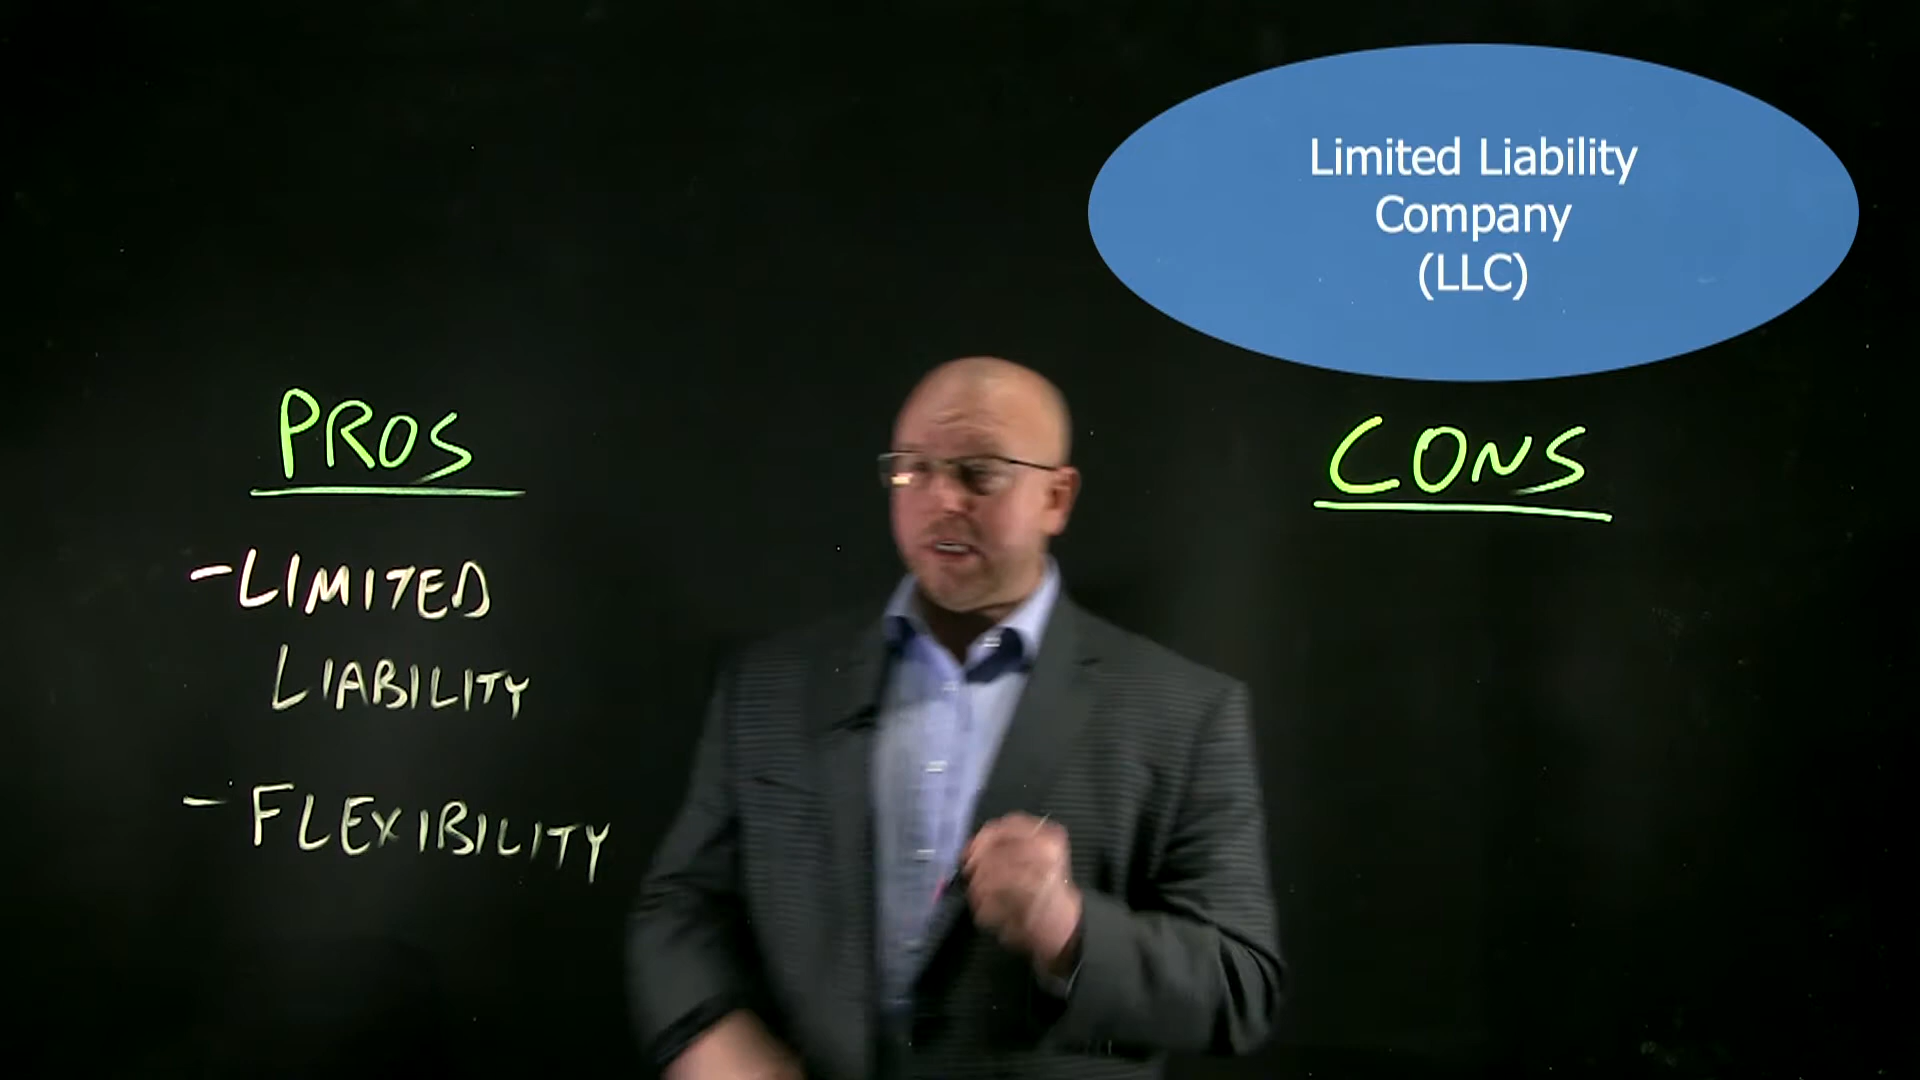 Limited Liability
Company
(LLC)
PROS
CONS
-LIMITED
LIABILITY
- FLEXIBILITY